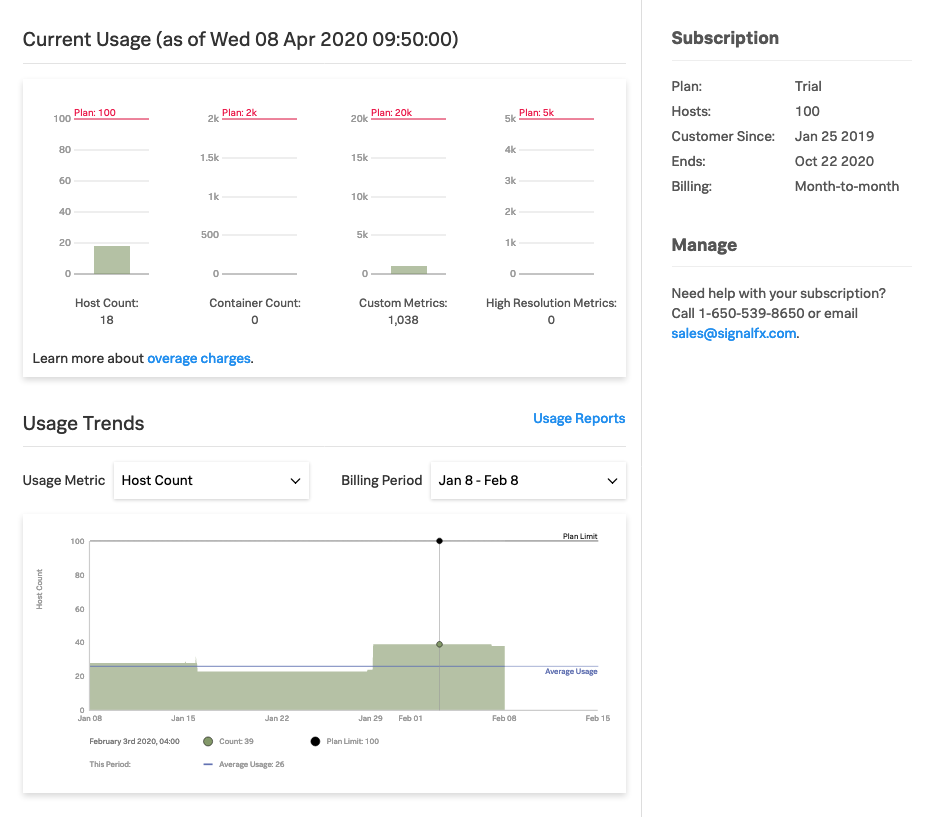 Current Usage (as of Wed 08 Apr 2020 09:50:00)
Plan: 100
100
80
60
40
20
0
Host Count:
18
Plan: 2k
2k
1.5k
1k
500
0
Container Count:
0
Plan: 20k
20k
15k
10k
5k
0
Custom Metrics:
1,038
Plan: 5k
5k
4k
3k
2k
1k
0
High Resolution Metrics:
0
Learn more about overage charges.
Usage Trends
Usage Reports
Usage Metric
Host Count
Billing Period
Jan 8 - Feb 8
Plan Limit
Host Count
100
80
60
40
20
0
Average Usage
Jan 08 Jan 15 Jan 22 Jan 29 Feb 01 Feb 08 Feb 15
February 3rd 2020, 04:00 Count: 39 Plan Limit: 100
This Period: Average Usage: 26
Subscription
Plan: Trial
Hosts: 100
Customer Since: Jan 25 2019
Ends: Oct 22 2020
Billing: Month-to-month
Manage
Need help with your subscription?
Call 1-650-539-8650 or email
sales@signalfx.com.